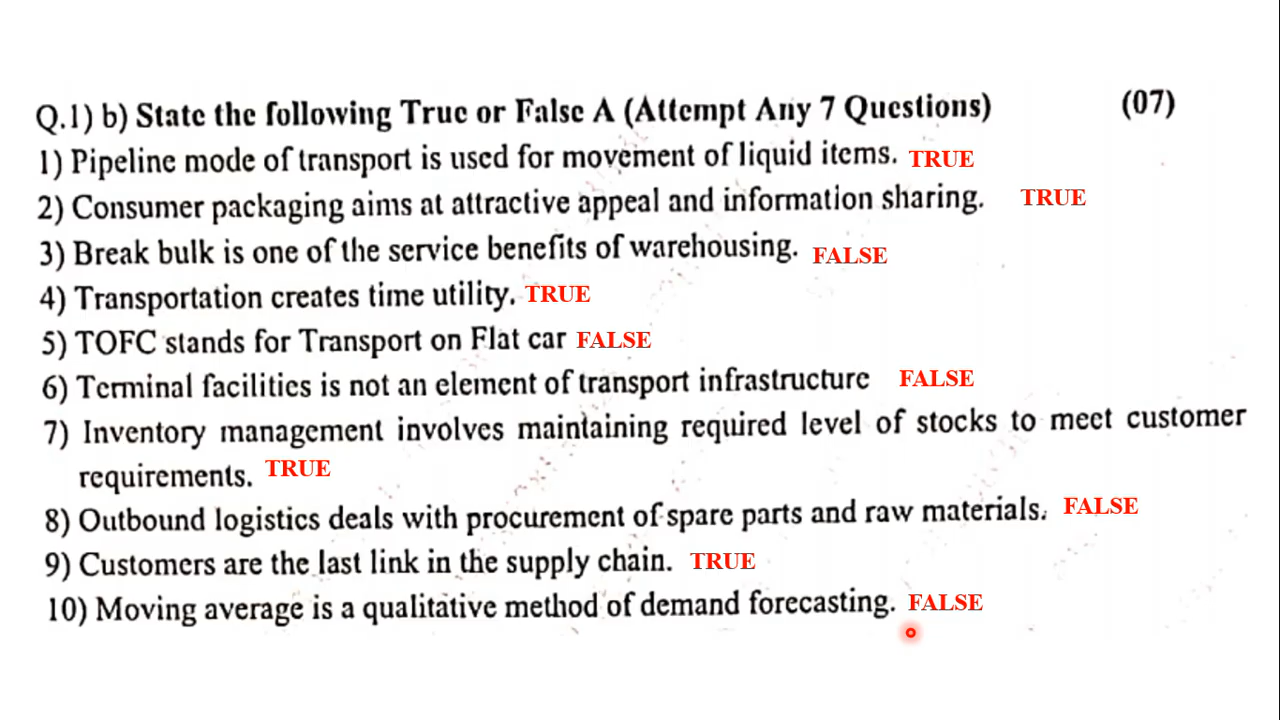 Q.1) b) State the following True or False A (Attempt Any 7 Questions) (07)
1) Pipeline mode of transport is used for movement of liquid items. TRUE
2) Consumer packaging aims at attractive appeal and information sharing. TRUE
3) Break bulk is one of the service benefits of warehousing. FALSE
4) Transportation creates time utility. TRUE
5) TOFC stands for Transport on Flat car FALSE
6) Terminal facilities is not an element of transport infrastructure FALSE
7) Inventory management involves maintaining required level of stocks to meet customer
requirements. TRUE
8) Outbound logistics deals with procurement of spare parts and raw materials. FALSE
9) Customers are the last link in the supply chain. TRUE
10) Moving average is a qualitative method of demand forecasting. FALSE